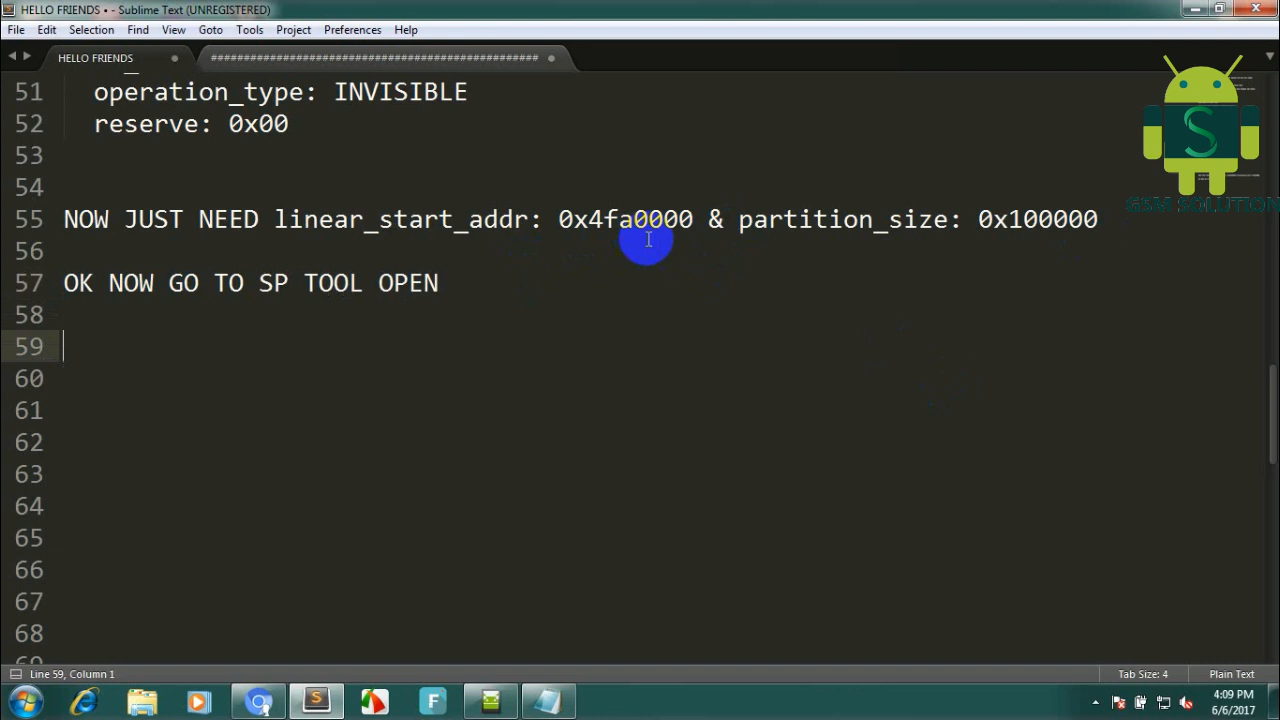 HELLO FRIENDS • - Sublime Text (UNREGISTERED)
File Edit Selection Find View Goto Tools Project Preferences Help
HELLO FRIENDS
51 operation_type: INVISIBLE
52 reserve: 0x00
53
54
55 NOW JUST NEED linear_start_addr: 0x4fa0000 & partition_size: 0x100000
56
57 OK NOW GO TO SP TOOL OPEN
58
59
60
61
62
63
64
65
66
67
68
S
GSM SOLUTION
Line 59, Column 1
Tab Size: 4
Plain Text
S
F
4:09 PM
6/6/2017